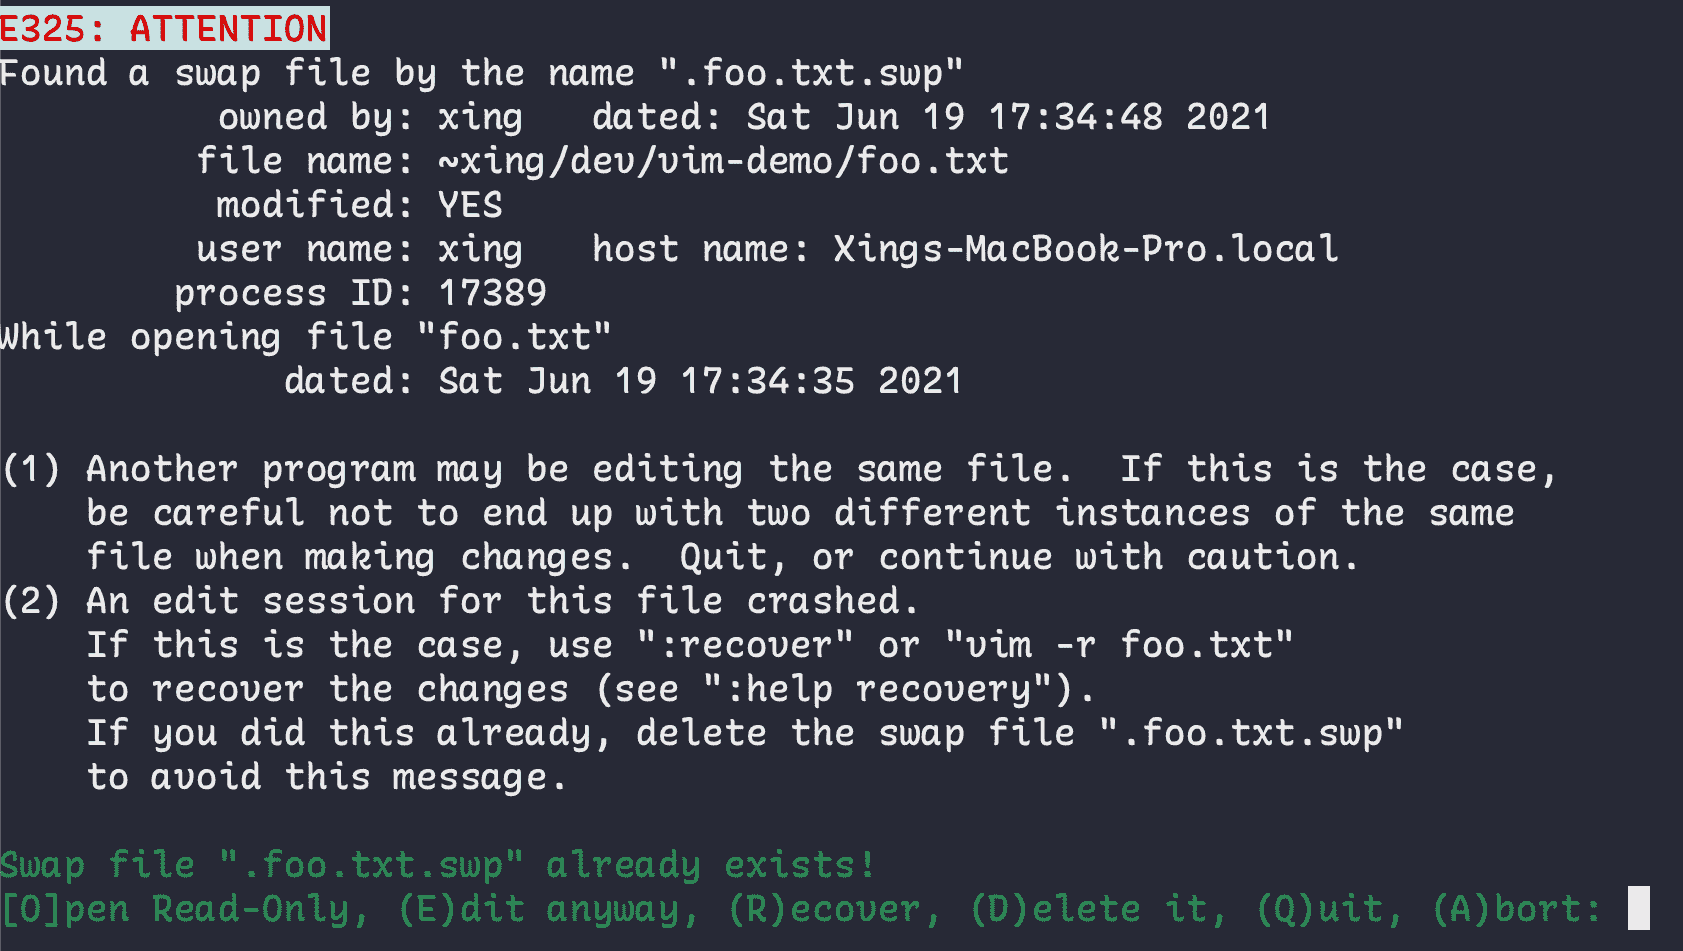 E325: ATTENTION
Found a swap file by the name ".foo.txt.swp"
          owned by: xing   dated: Sat Jun 19 17:34:48 2021
         file name: ~xing/dev/vim-demo/foo.txt
          modified: YES
         user name: xing   host name: Xings-MacBook-Pro.local
        process ID: 17389
While opening file "foo.txt"
             dated: Sat Jun 19 17:34:35 2021

(1) Another program may be editing the same file.  If this is the case,
    be careful not to end up with two different instances of the same
    file when making changes.  Quit, or continue with caution.
(2) An edit session for this file crashed.
    If this is the case, use ":recover" or "vim -r foo.txt"
    to recover the changes (see ":help recovery").
    If you did this already, delete the swap file ".foo.txt.swp"
    to avoid this message.

Swap file ".foo.txt.swp" already exists!
[O]pen Read-Only, (E)dit anyway, (R)ecover, (D)elete it, (Q)uit, (A)bort: